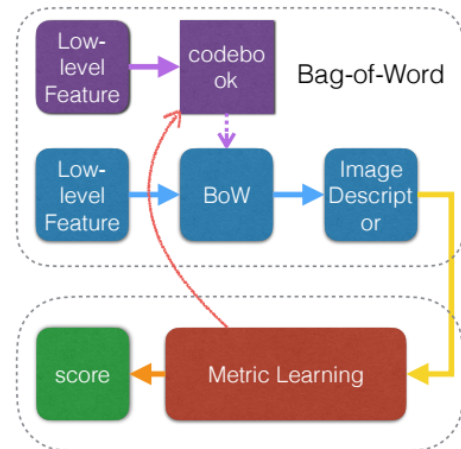 Low-
level
Feature
codebo
ok
Bag-of-Word
Low-
level
Feature
BoW
Image
Descript
or
score
Metric Learning